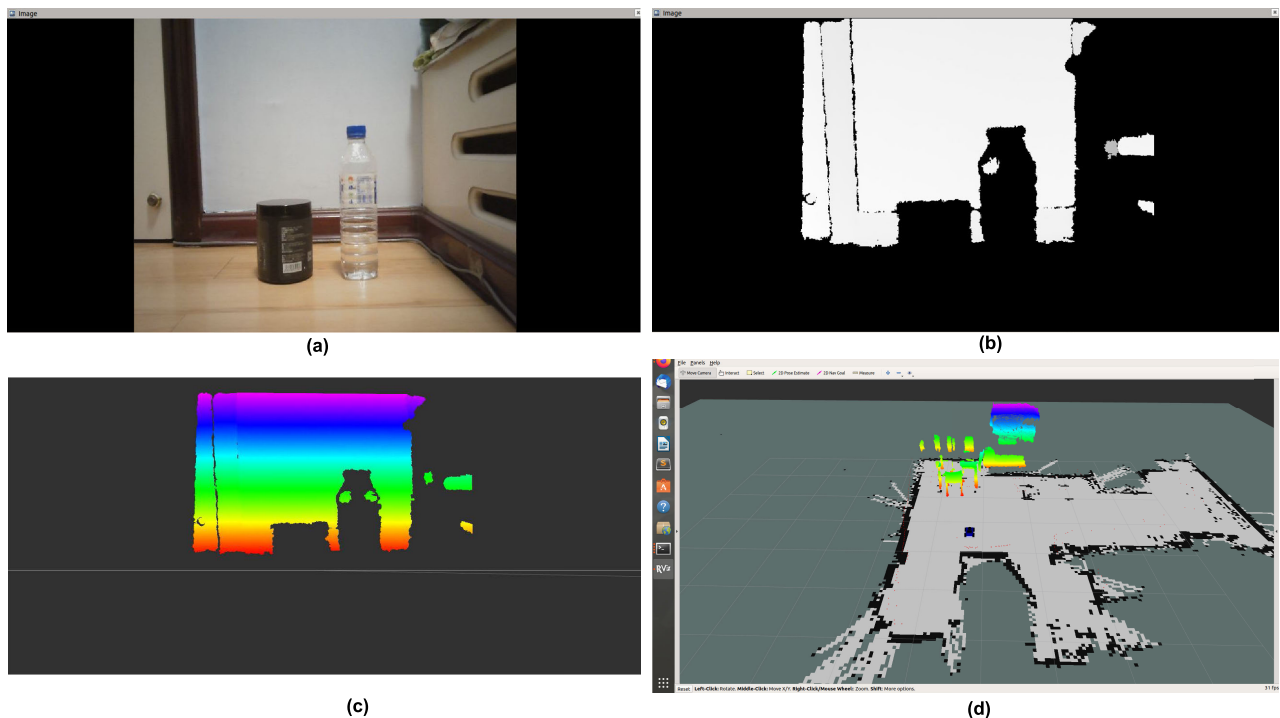 Image
Image
(a)
(b)
File Panels Help
Move Camera Interact Select 2D Pose Estimate 2D Nav Goal Measure
RViz
Reset Left-Click: Rotate. Middle-Click: Move X/Y. Right-Click/Mouse Wheel: Zoom. Shift: More options. 31 fps
(c)
(d)